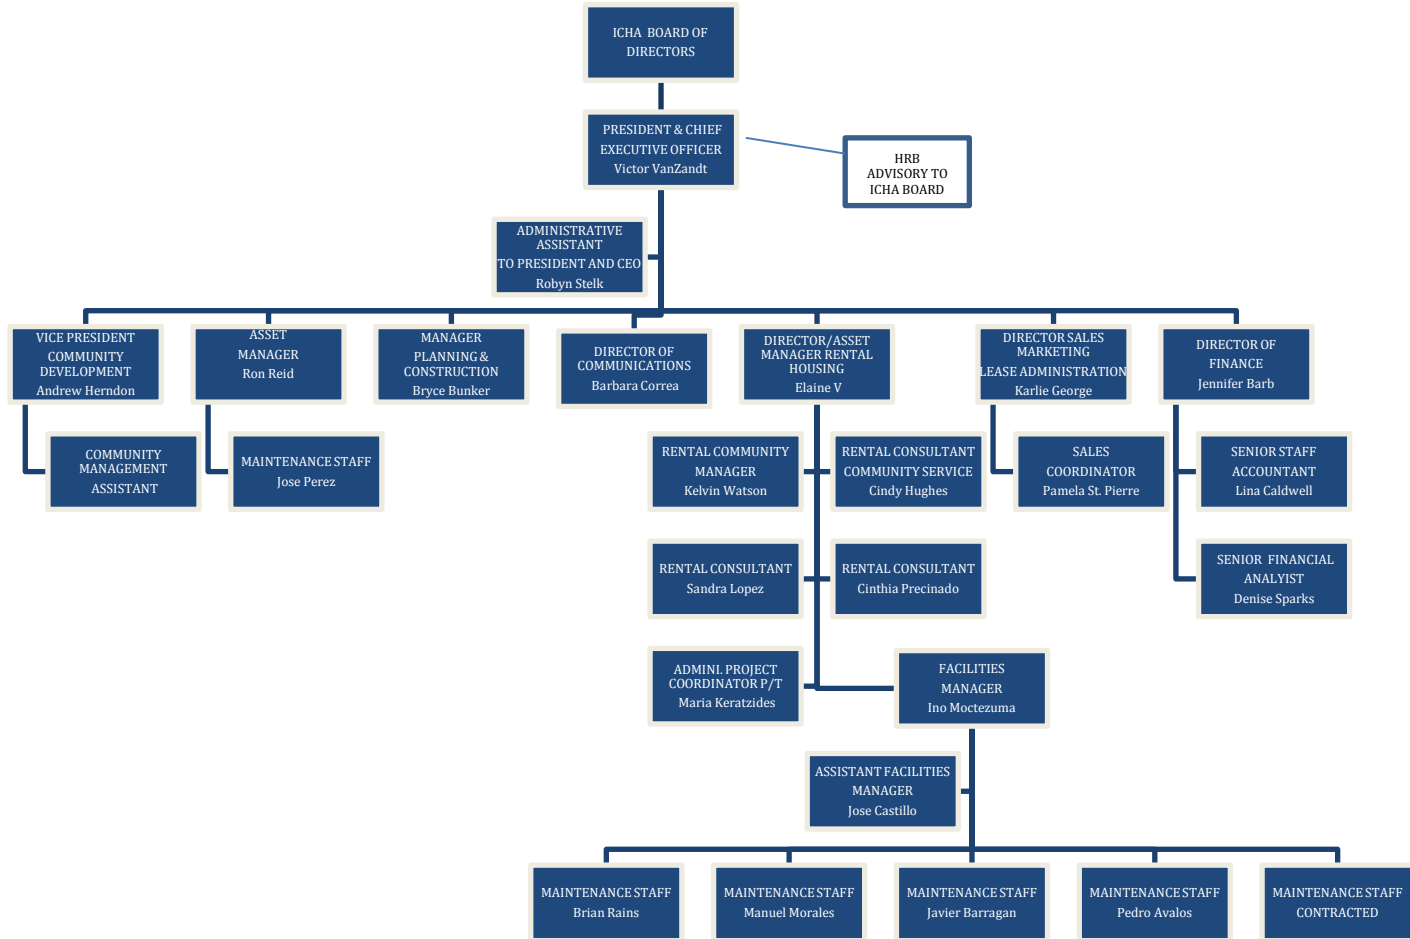 ICHA BOARD OF
DIRECTORS
PRESIDENT & CHIEF
EXECUTIVE OFFICER
Victor VanZandt
HRB
ADVISORY TO
ICHA BOARD
ADMINISTRATIVE
ASSISTANT
TO PRESIDENT AND CEO
Robyn Stelk
VICE PRESIDENT
COMMUNITY
DEVELOPMENT
Andrew Herndon
ASSET
MANAGER
Ron Reid
MANAGER
PLANNING &
CONSTRUCTION
Bryce Bunker
DIRECTOR OF
COMMUNICATIONS
Barbara Correa
DIRECTOR/ASSET
MANAGER RENTAL
HOUSING
Elaine V
DIRECTOR SALES
MARKETING
LEASE ADMINISTRATION
Karlie George
DIRECTOR OF
FINANCE
Jennifer Barb
COMMUNITY
MANAGEMENT
ASSISTANT
MAINTENANCE STAFF
Jose Perez
RENTAL COMMUNITY
MANAGER
Kelvin Watson
RENTAL CONSULTANT
COMMUNITY SERVICE
Cindy Hughes
SALES
COORDINATOR
Pamela St. Pierre
SENIOR STAFF
ACCOUNTANT
Lina Caldwell
RENTAL CONSULTANT
Sandra Lopez
RENTAL CONSULTANT
Cinthia Precinado
SENIOR FINANCIAL
ANALYIST
Denise Sparks
ADMINI. PROJECT
COORDINATOR P/T
Maria Keratzides
FACILITIES
MANAGER
Ino Moctezuma
ASSISTANT FACILITIES
MANAGER
Jose Castillo
MAINTENANCE STAFF
Brian Rains
MAINTENANCE STAFF
Manuel Morales
MAINTENANCE STAFF
Javier Barragan
MAINTENANCE STAFF
Pedro Avalos
MAINTENANCE STAFF
CONTRACTED